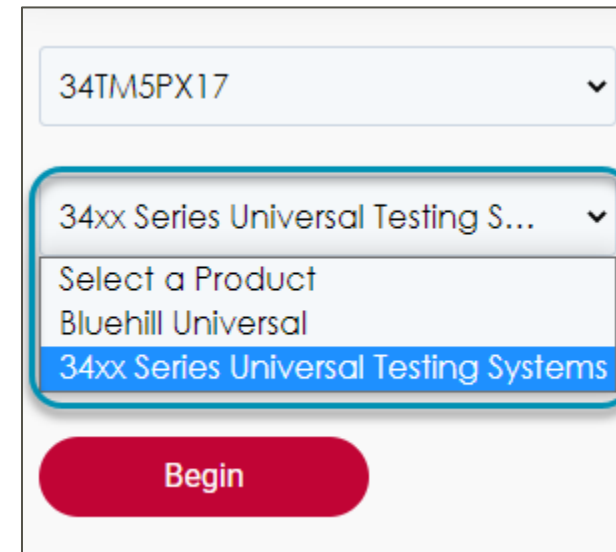 34TM5PX17
34xx Series Universal Testing S...
Select a Product
Bluehill Universal
34xx Series Universal Testing Systems
Begin